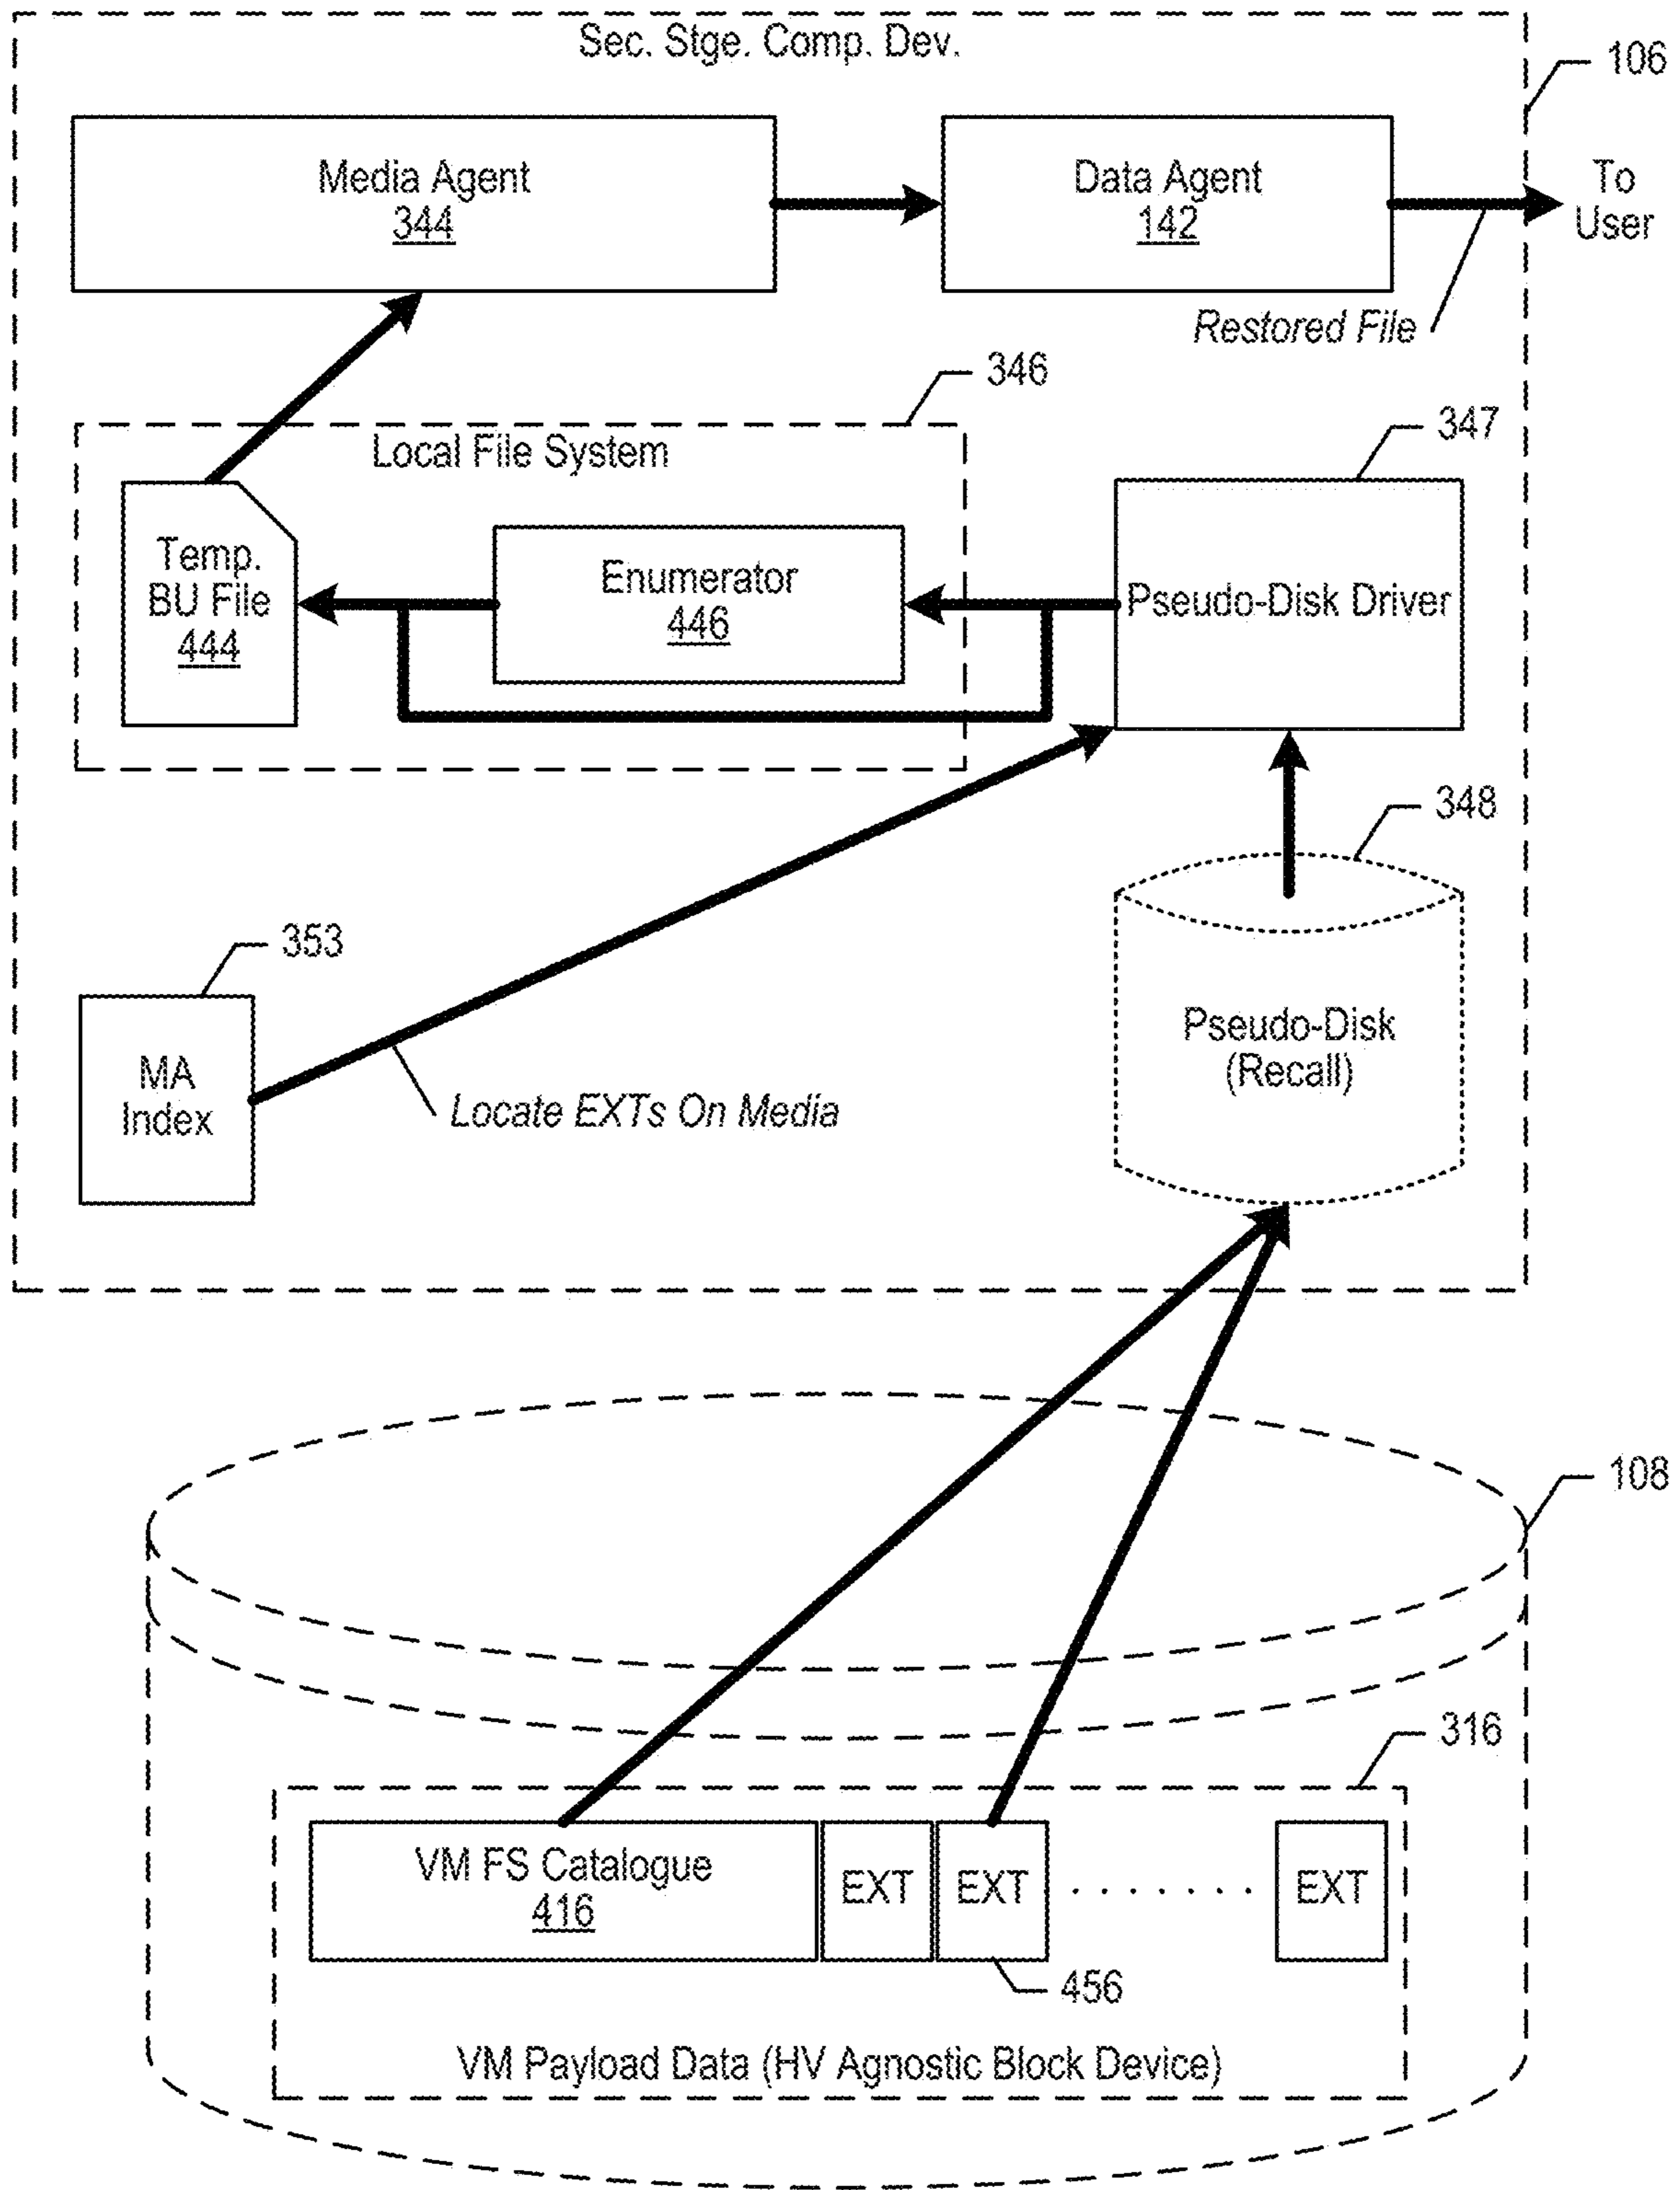 Sec. Stge. Comp. Dev.
106
Media Agent
344
Data Agent
142
To
User
Restored File
346
347
Local File System
Temp.
BU File
444
Enumerator
446
Pseudo-Disk Driver
348
353
MA
Index
Pseudo-Disk
(Recall)
Locate EXTs On Media
108
316
VM FS Catalogue
416
EXT
EXT
. . . . . . . .
EXT
456
VM Payload Data (HV Agnostic Block Device)